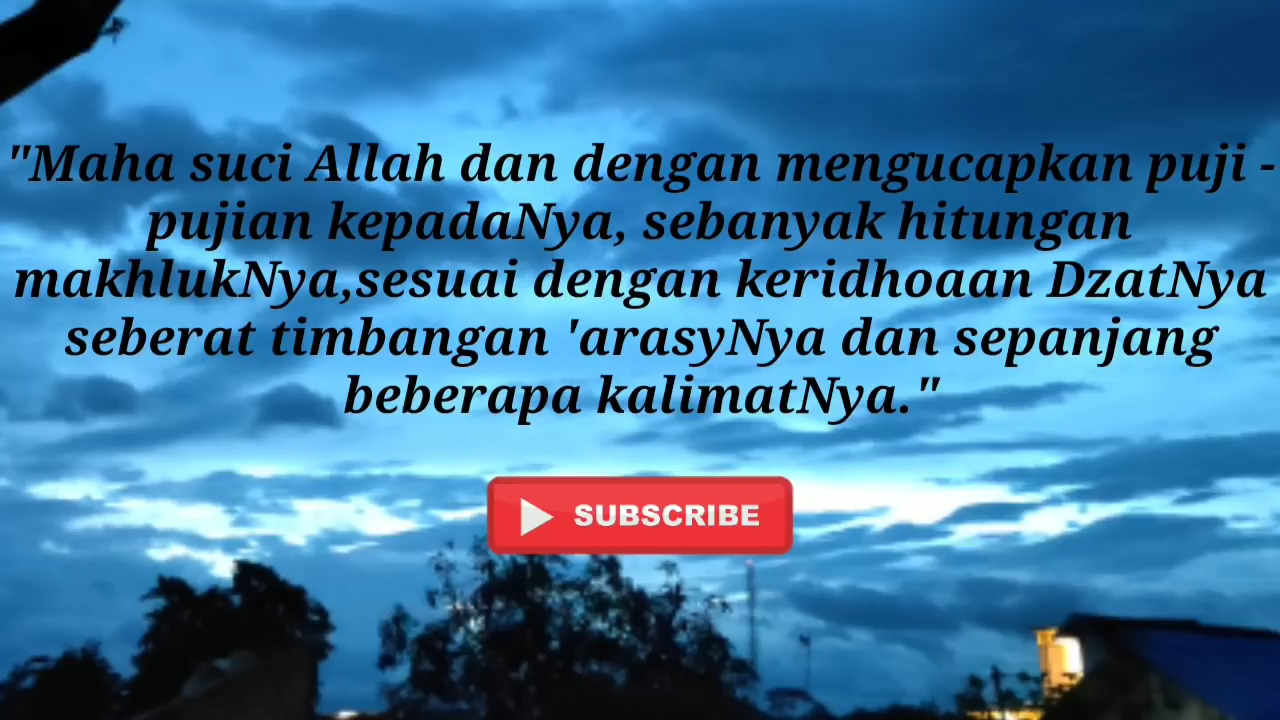 "Maha suci Allah dan dengan mengucapkan puji -
pujian kepadaNya, sebanyak hitungan
makhlukNya,sesuai dengan keridhoaan DzatNya
seberat timbangan 'arasyNya dan sepanjang
beberapa kalimatNya."
SUBSCRIBE